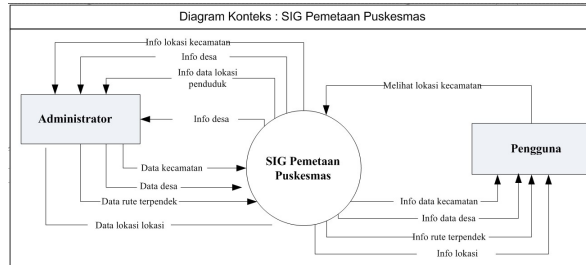 Diagram Konteks : SIG Pemetaan Puskesmas
Info lokasi kecamatan
Info desa
Info data lokasi
penduduk
Melihat lokasi kecamatan
Administrator
Info desa
Pengguna
SIG Pemetaan
Puskesmas
Data kecamatan
Data desa
Data rute terpendek
Data lokasi lokasi
Info data kecamatan
Info data desa
Info rute terpendek
Info lokasi